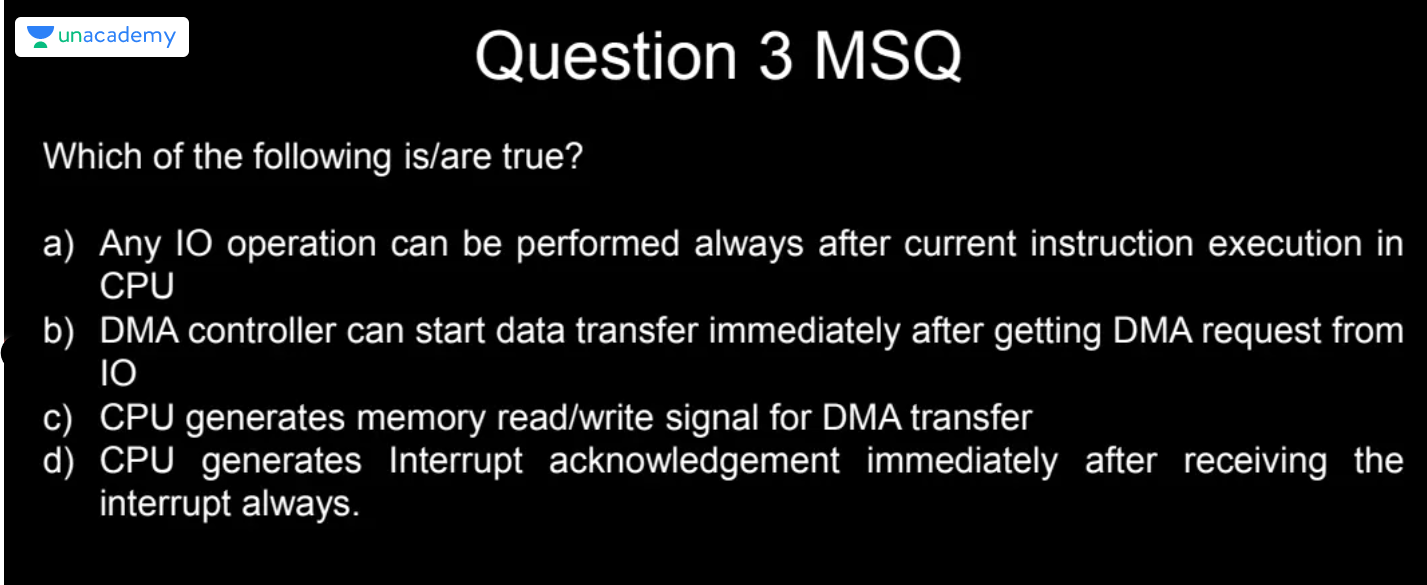 unacademy
Question 3 MSQ
Which of the following is/are true?
a) Any IO operation can be performed always after current instruction execution in
CPU
b) DMA controller can start data transfer immediately after getting DMA request from
IO
c) CPU generates memory read/write signal for DMA transfer
d) CPU generates Interrupt acknowledgement immediately after receiving the
interrupt always.